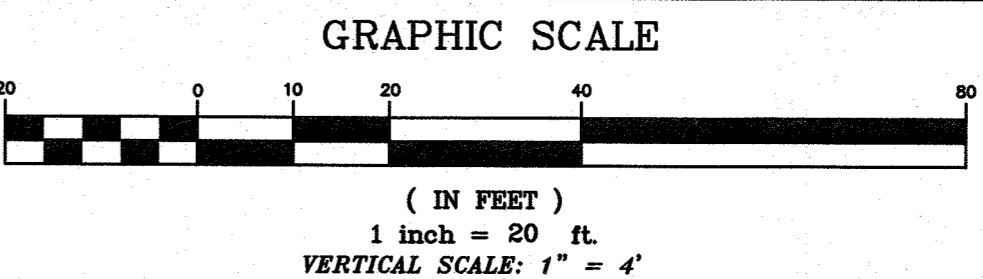 GRAPHIC SCALE
20 0 10 20 40 80
( IN FEET )
1 inch = 20 ft.
VERTICAL SCALE: 1" = 4'